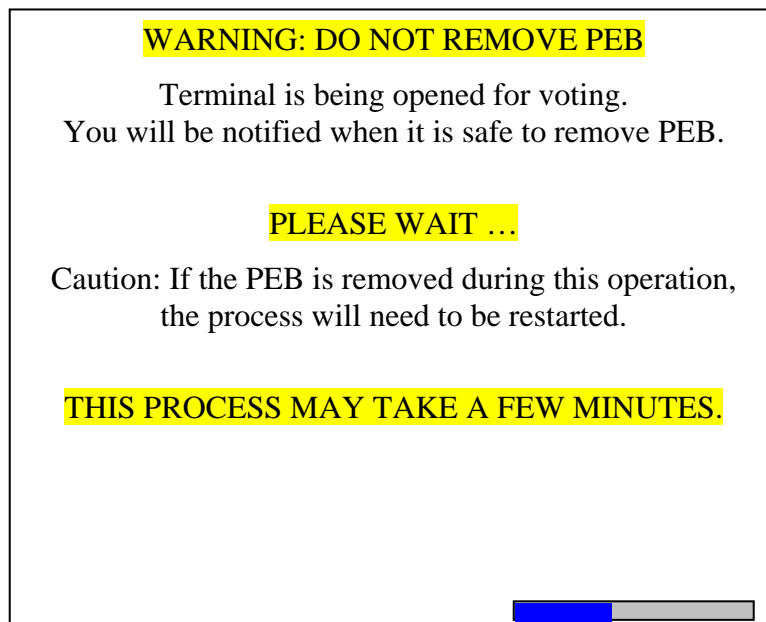 WARNING: DO NOT REMOVE PEB
Terminal is being opened for voting.
You will be notified when it is safe to remove PEB.
PLEASE WAIT …
Caution: If the PEB is removed during this operation,
the process will need to be restarted.
THIS PROCESS MAY TAKE A FEW MINUTES.